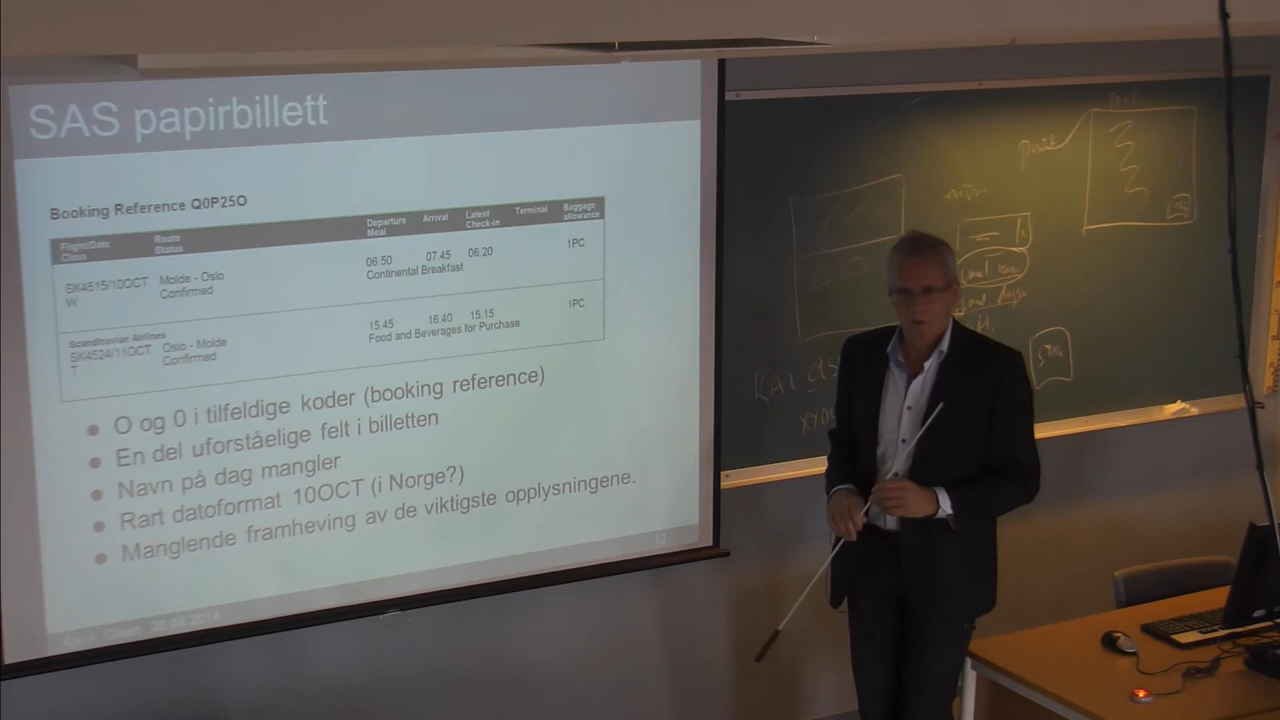 SAS papirbillett
Booking Reference Q0P25O
Flight/Date Class Route Status Departure Meal Arrival Latest Check-in Terminal Baggage allowance
SK4515/10OCT Molde - Oslo 06.50 07.45 06.20 1PC
W Confirmed Continental Breakfast
Scandinavian Airlines
SK4524/11OCT Oslo - Molde 15.45 16.40 15.15 1PC
T Confirmed Food and Beverages for Purchase
• O og 0 i tilfeldige koder (booking reference)
• En del uforståelige felt i billetten
• Navn på dag mangler
• Rart datoformat 10OCT (i Norge?)
• Manglende framheving av de viktigste opplysningene.
12
KAI